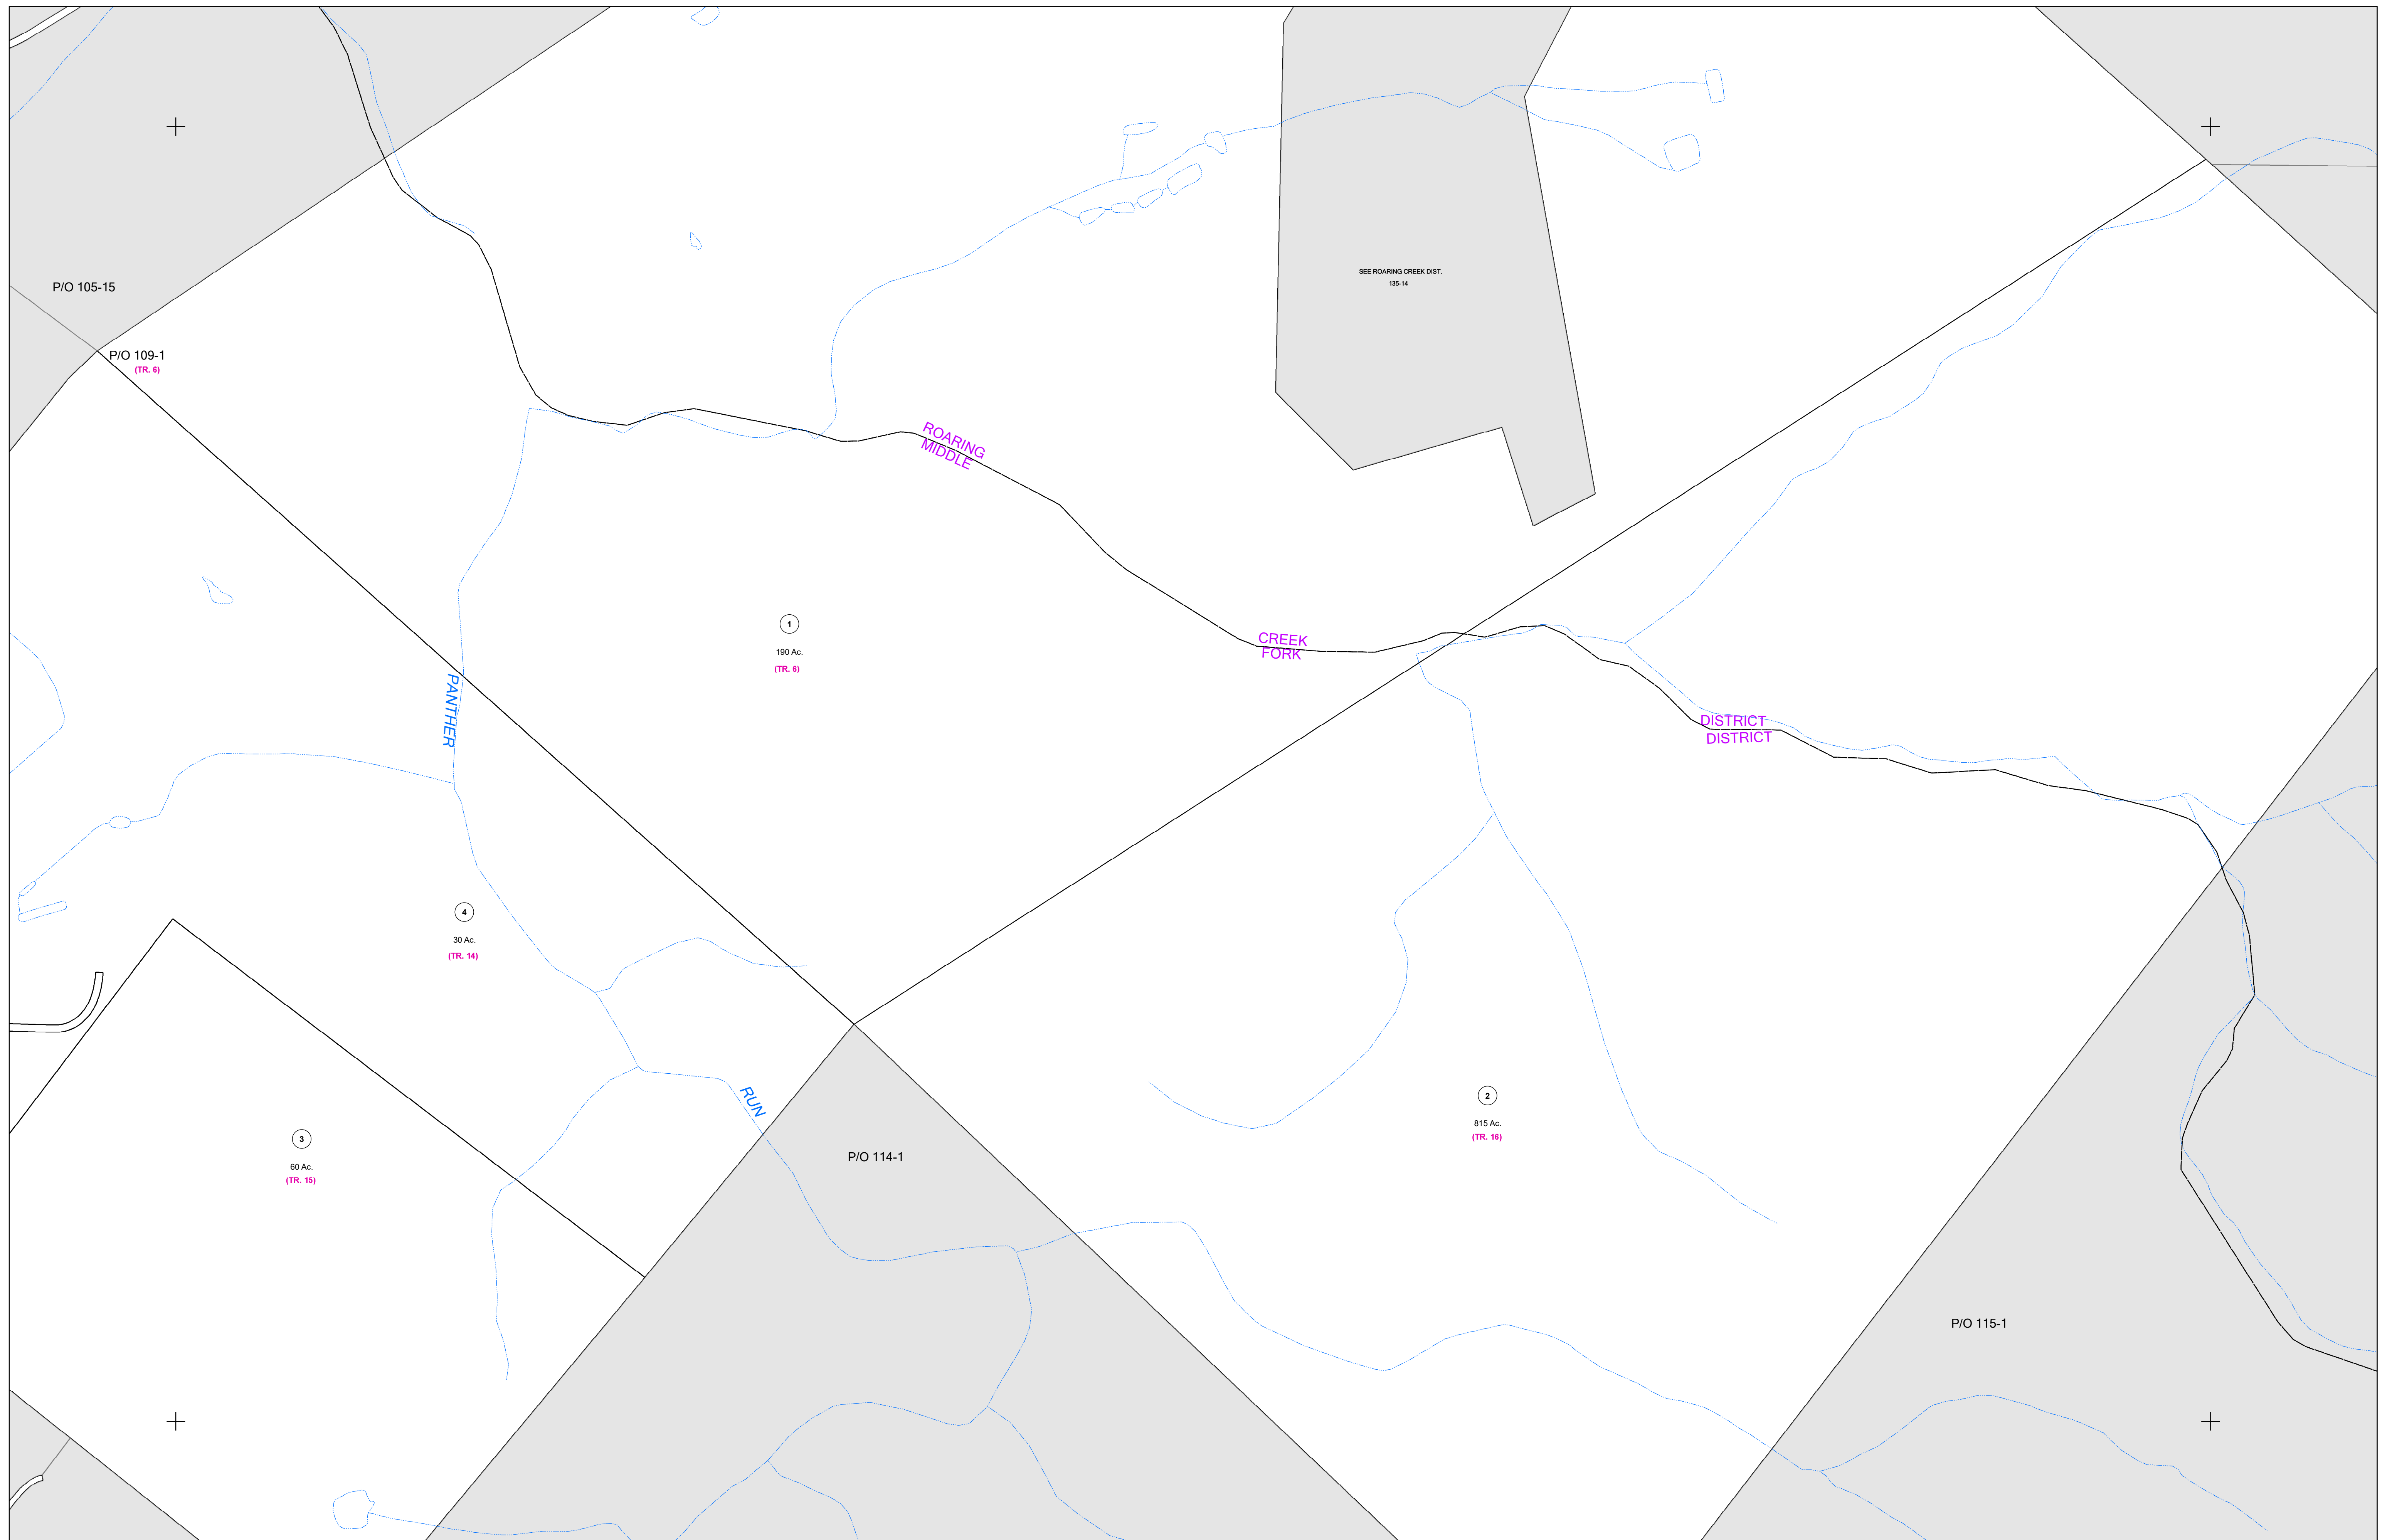 SEE ROARING CREEK DIST.
135-14
P/O 105-15
P/O 109-1
(TR. 6)
ROARING
MIDDLE
1
190 Ac.
(TR. 6)
CREEK
FORK
PANTHER
DISTRICT
DISTRICT
4
30 Ac.
(TR. 14)
RUN
2
815 Ac.
(TR. 16)
3
60 Ac.
(TR. 15)
P/O 114-1
P/O 115-1